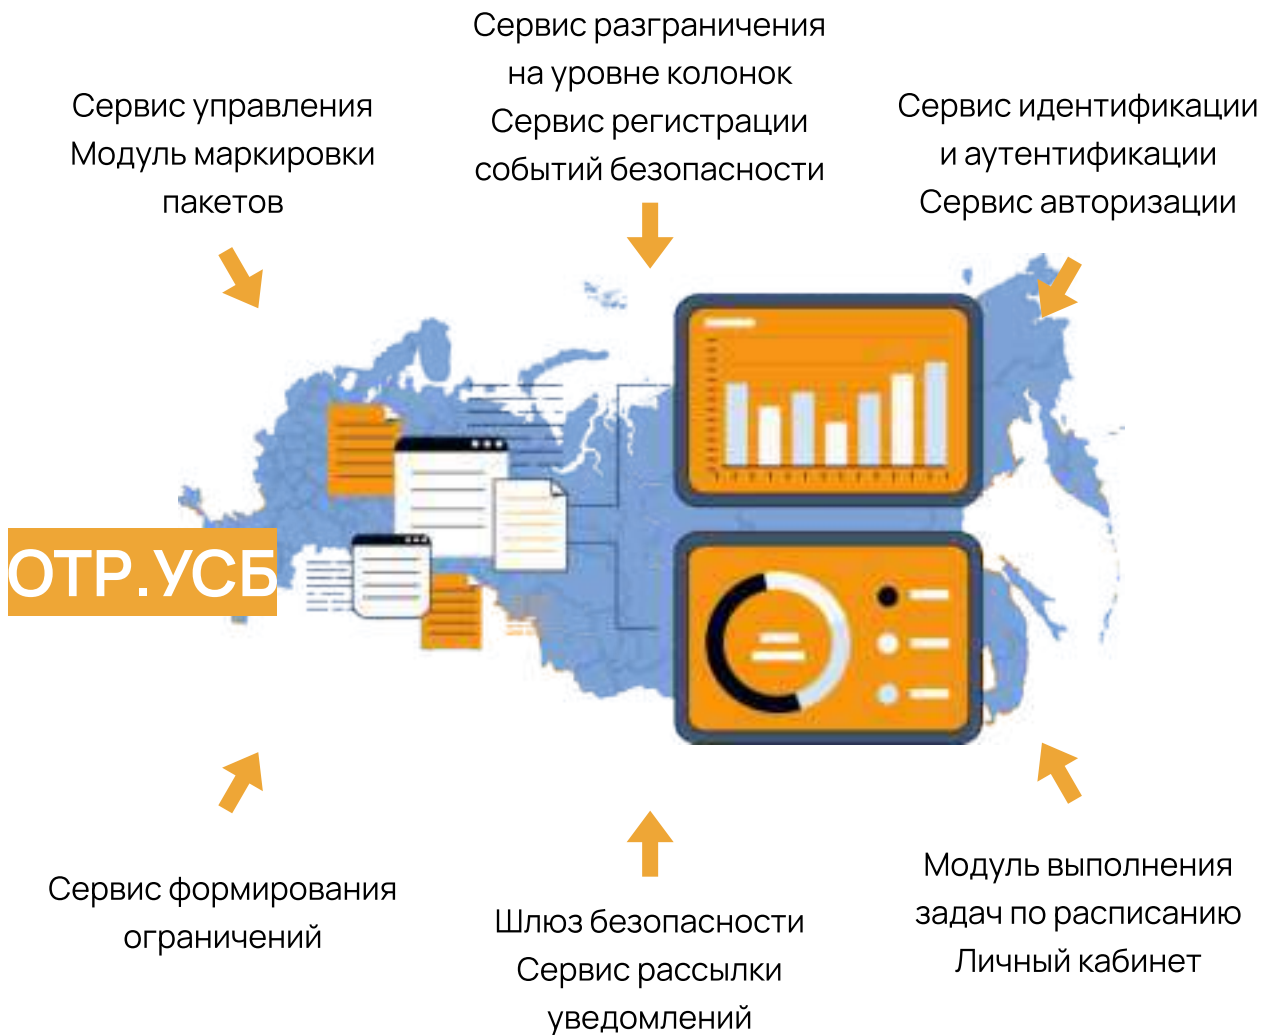 Сервис разграничения
на уровне колонок
Сервис регистрации
событий безопасности
Сервис управления
Модуль маркировки
пакетов
Сервис идентификации
и аутентификации
Сервис авторизации
ОТР.УСБ
Сервис формирования
ограничений
Шлюз безопасности
Сервис рассылки
уведомлений
Модуль выполнения
задач по расписанию
Личный кабинет